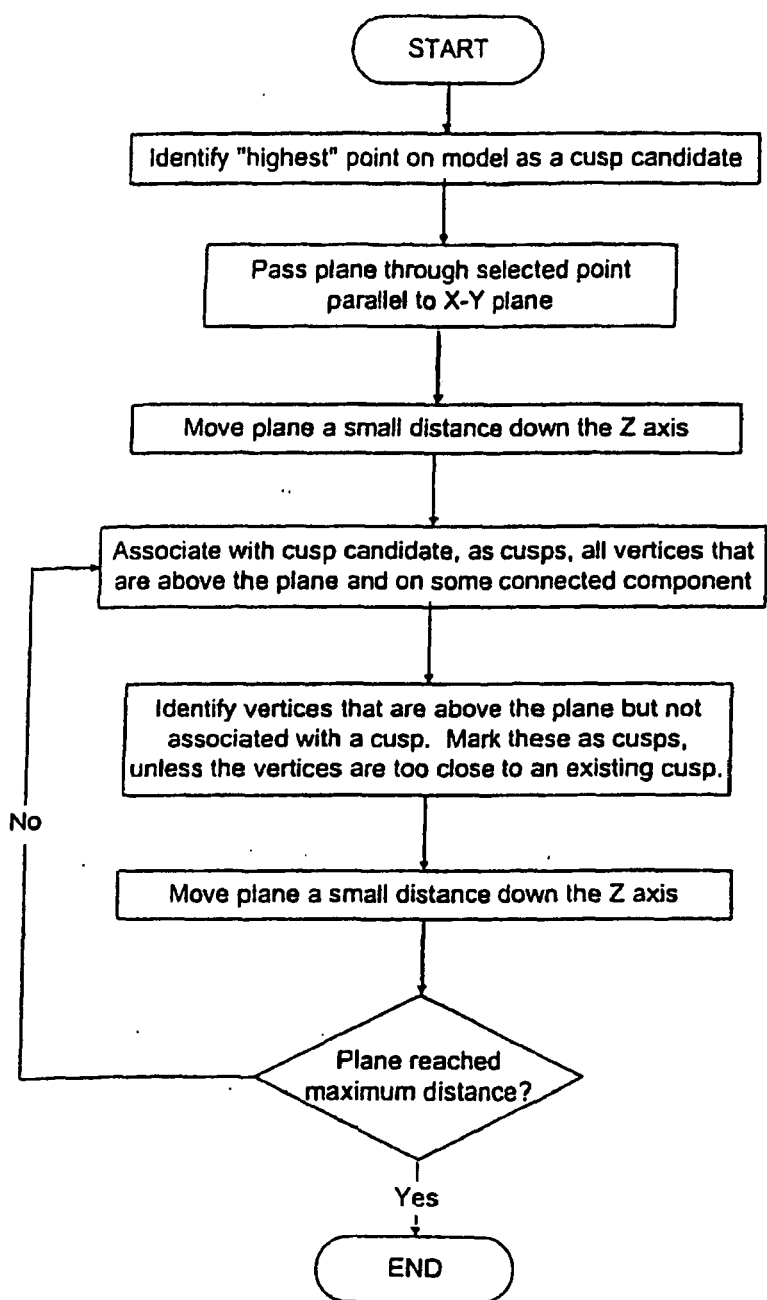 START
Identify "highest" point on model as a cusp candidate
Pass plane through selected point
parallel to X-Y plane
Move plane a small distance down the Z axis
Associate with cusp candidate, as cusps, all vertices that
are above the plane and on some connected component
Identify vertices that are above the plane but not
associated with a cusp. Mark these as cusps,
unless the vertices are too close to an existing cusp.
No
Move plane a small distance down the Z axis
Plane reached
maximum distance?
Yes
END